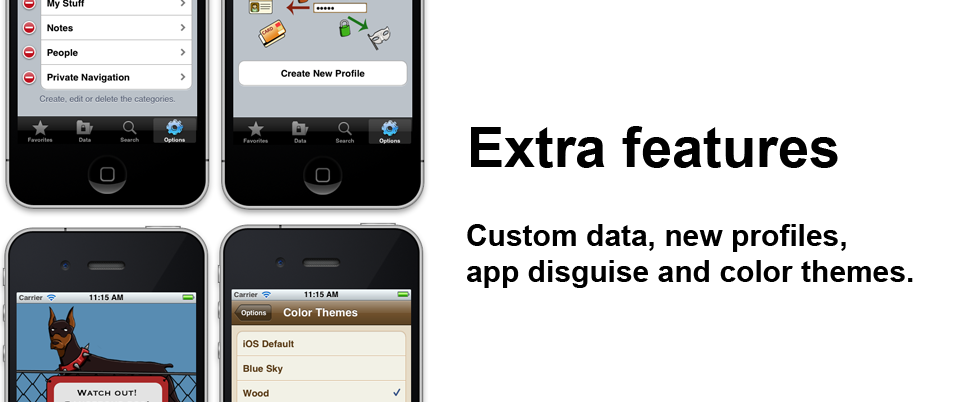 My Stuff
Notes
People
Private Navigation
Create, edit or delete the categories.
Favorites Data Search Options
CARD
Create New Profile
Favorites Data Search Options
Extra features
Custom data, new profiles,
app disguise and color themes.
Carrier 11:15 AM
WATCH OUT!
Carrier 11:15 AM
Options Color Themes
iOS Default
Blue Sky
Wood